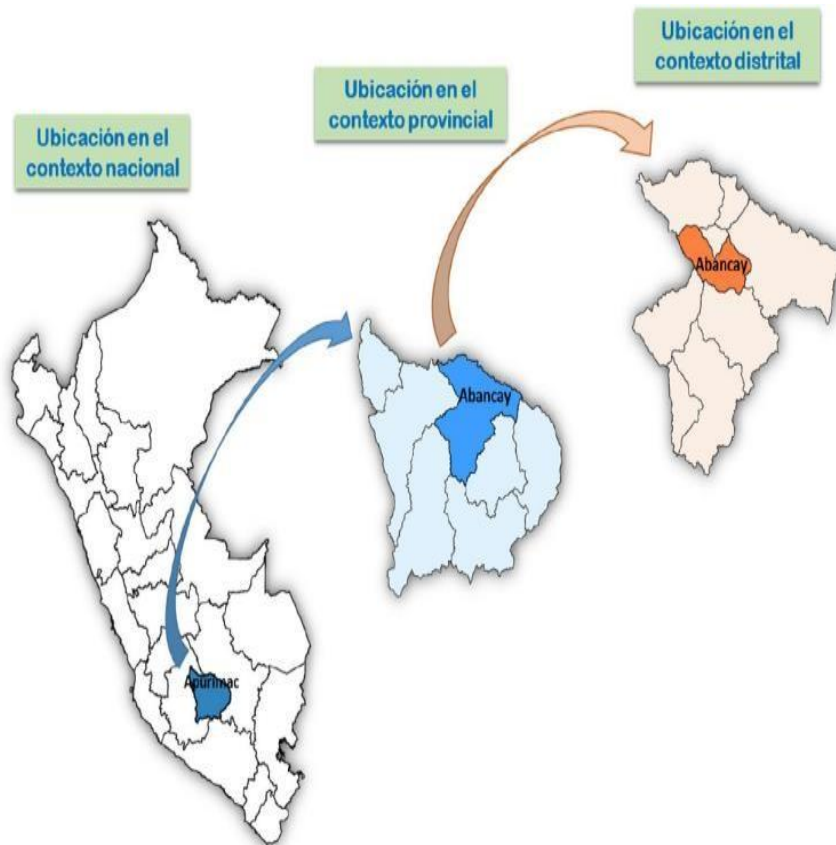 Ubicación en el
contexto nacional
Ubicación en el
contexto provincial
Ubicación en el
contexto distrital
Apurímac
Abancay
Abancay